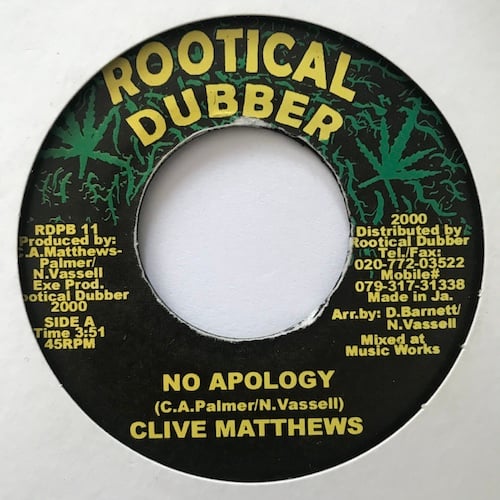 ROOTICAL
DUBBER
RDPB 11
Produced by:
C.A.Matthews-
Palmer/
N.Vassell
Exe Prod.
ootical Dubber
2000
SIDE A
Time 3:51
45RPM
2000
Distributed by
Rootical Dubber
Tel./Fax:
020-772-03522
Mobile#
079-317-31338
Made in Ja.
Arr.by: D.Barnett/
N.Vassell
Mixed at
Music Works
NO APOLOGY
(C.A.Palmer/N.Vassell)
CLIVE MATTHEWS